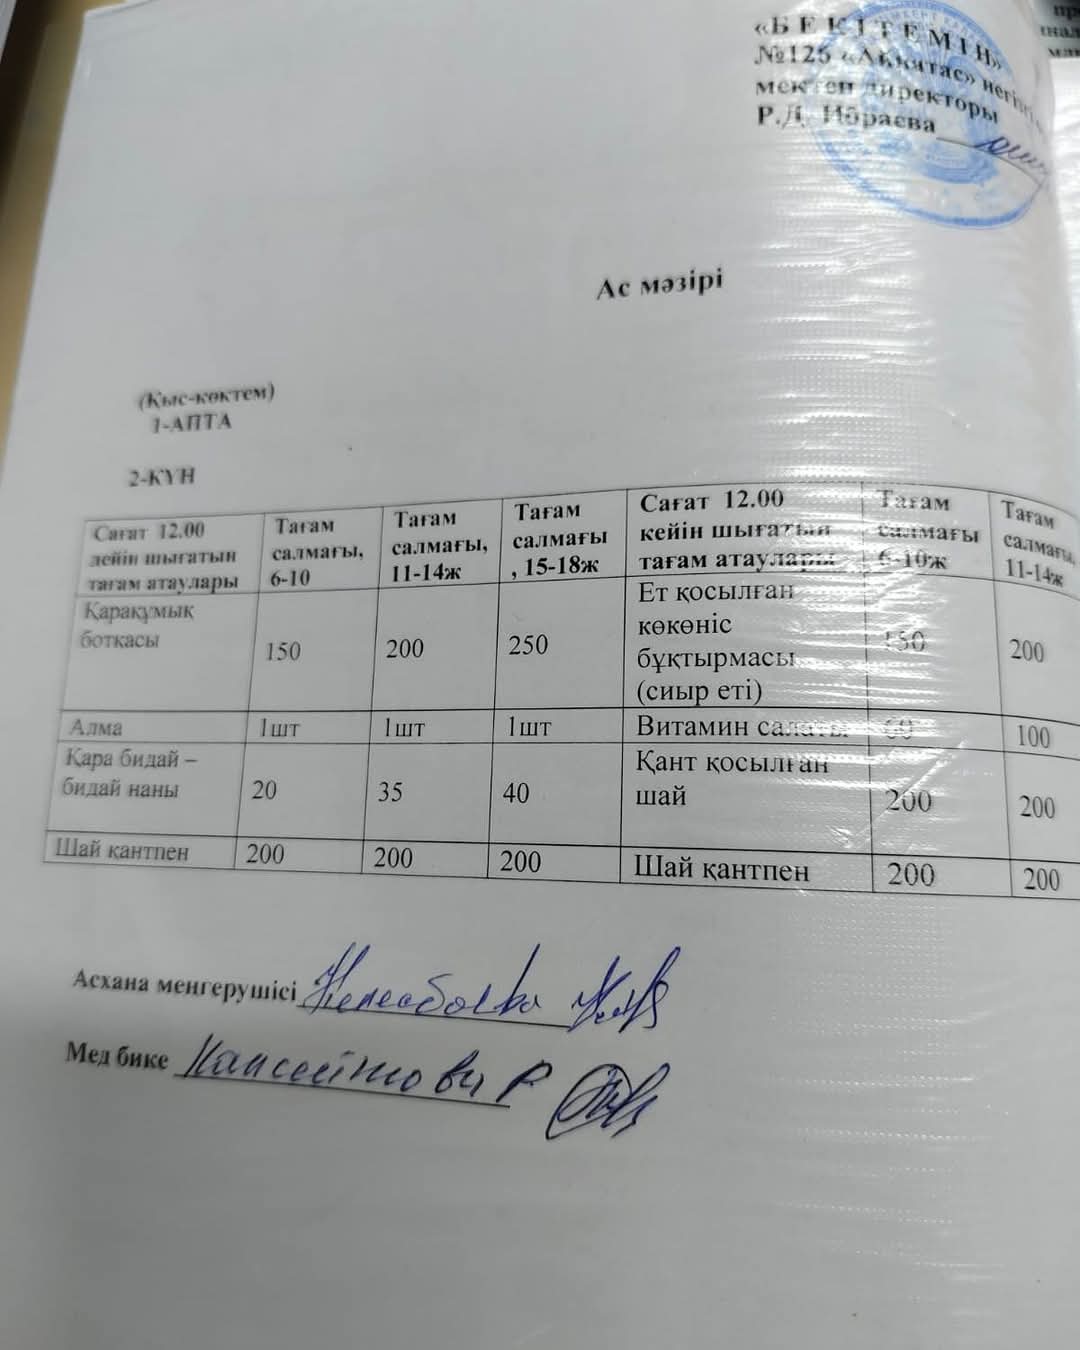 «БЕКІТЕМІН»
№125 «Айқатас» негізгі
мектеп директоры
Р.Д. Ибраева
Ас мәзірі
(Қыс-көктем)
1-АПТА
2-КҮН
Сағат 12.00 дейін шығатын тағам атаулары Тағам салмағы, 6-10 Тағам салмағы, 11-14ж Тағам салмағы , 15-18ж Сағат 12.00 кейін шығатын тағам атаулары Тағам салмағы 6-10ж Тағам салмағы, 11-14ж
Қарақұмық ботқасы 150 200 250 Ет қосылған көкөніс бұқтырмасы (сиыр еті) 150 200
Алма 1шт 1шт 1шт Витамин салаты 60 100
Қара бидай – бидай наны 20 35 40 Қант қосылған шай 200 200
Шай қантпен 200 200 200 Шай қантпен 200 200
Асхана меңгерушісі
Мед бике